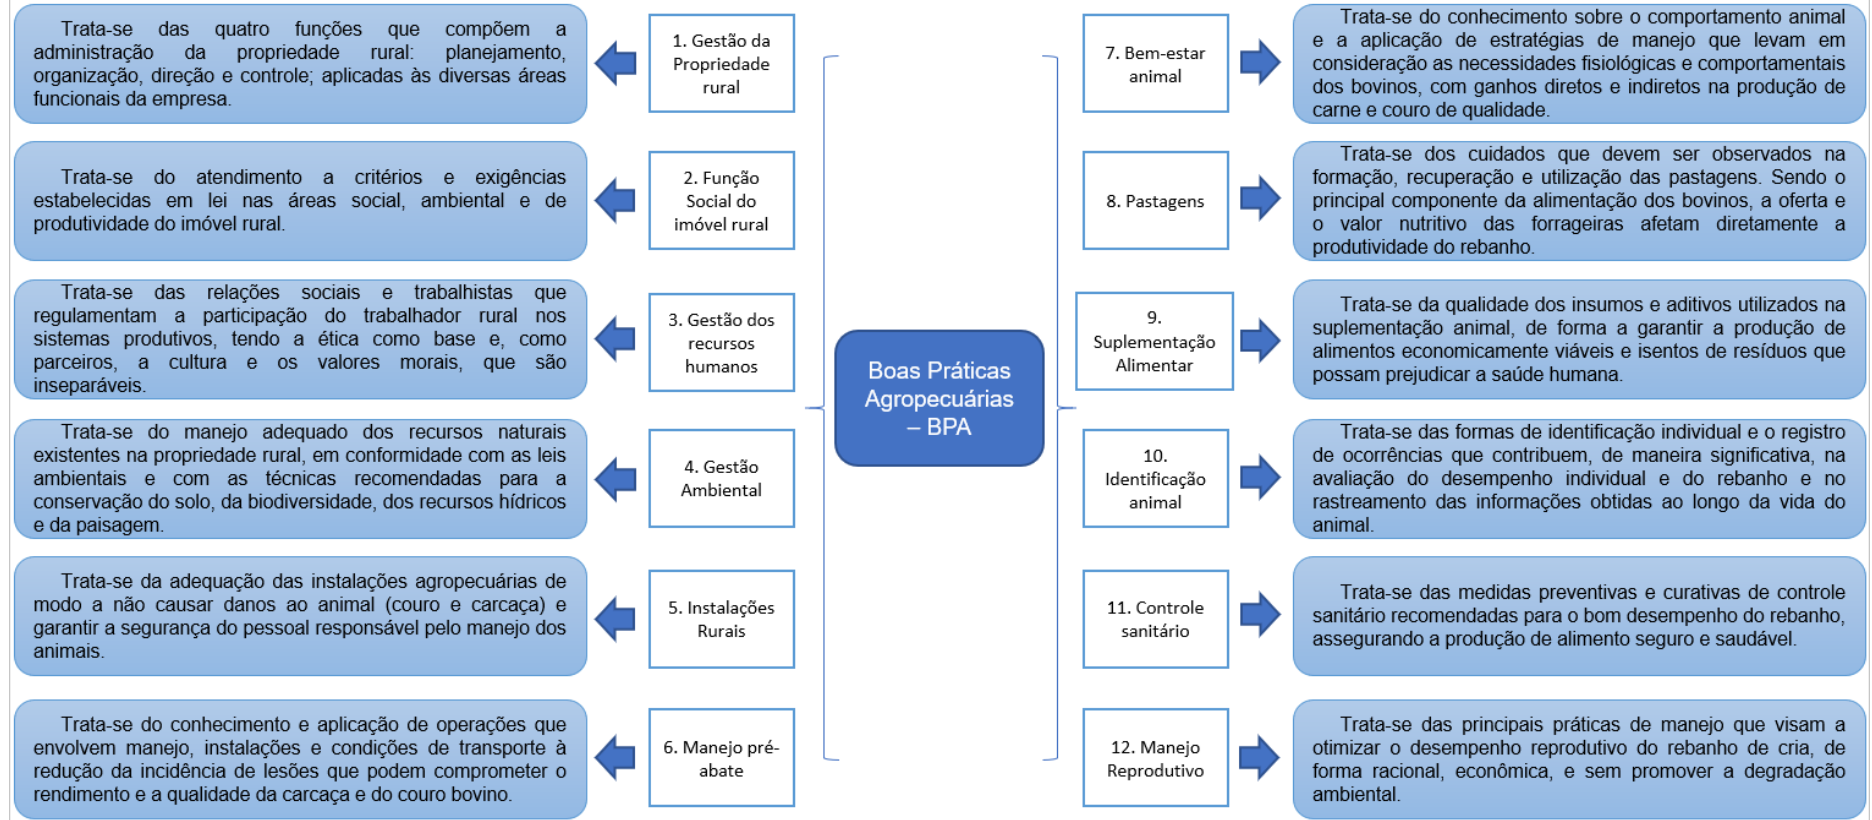 Trata-se das quatro funções que compõem a
administração da propriedade rural: planejamento,
organização, direção e controle; aplicadas às diversas áreas
funcionais da empresa.
1. Gestão da
Propriedade
rural
Trata-se do atendimento a critérios e exigências
estabelecidas em lei nas áreas social, ambiental e de
produtividade do imóvel rural.
2. Função
Social do
imóvel rural
Trata-se das relações sociais e trabalhistas que
regulamentam a participação do trabalhador rural nos
sistemas produtivos, tendo a ética como base e, como
parceiros, a cultura e os valores morais, que são
inseparáveis.
3. Gestão dos
recursos
humanos
Trata-se do manejo adequado dos recursos naturais
existentes na propriedade rural, em conformidade com as leis
ambientais e com as técnicas recomendadas para a
conservação do solo, da biodiversidade, dos recursos hídricos
e da paisagem.
4. Gestão
Ambiental
Trata-se da adequação das instalações agropecuárias de
modo a não causar danos ao animal (couro e carcaça) e
garantir a segurança do pessoal responsável pelo manejo dos
animais.
5. Instalações
Rurais
Trata-se do conhecimento e aplicação de operações que
envolvem manejo, instalações e condições de transporte à
redução da incidência de lesões que podem comprometer o
rendimento e a qualidade da carcaça e do couro bovino.
6. Manejo pré-
abate
Boas Práticas
Agropecuárias
– BPA
7. Bem-estar
animal
Trata-se do conhecimento sobre o comportamento animal
e a aplicação de estratégias de manejo que levam em
consideração as necessidades fisiológicas e comportamentais
dos bovinos, com ganhos diretos e indiretos na produção de
carne e couro de qualidade.
8. Pastagens
Trata-se dos cuidados que devem ser observados na
formação, recuperação e utilização das pastagens. Sendo o
principal componente da alimentação dos bovinos, a oferta e
o valor nutritivo das forrageiras afetam diretamente a
produtividade do rebanho.
9.
Suplementação
Alimentar
Trata-se da qualidade dos insumos e aditivos utilizados na
suplementação animal, de forma a garantir a produção de
alimentos economicamente viáveis e isentos de resíduos que
possam prejudicar a saúde humana.
10.
Identificação
animal
Trata-se das formas de identificação individual e o registro
de ocorrências que contribuem, de maneira significativa, na
avaliação do desempenho individual e do rebanho e no
rastreamento das informações obtidas ao longo da vida do
animal.
11. Controle
sanitário
Trata-se das medidas preventivas e curativas de controle
sanitário recomendadas para o bom desempenho do rebanho,
assegurando a produção de alimento seguro e saudável.
12. Manejo
Reprodutivo
Trata-se das principais práticas de manejo que visam a
otimizar o desempenho reprodutivo do rebanho de cria, de
forma racional, econômica, e sem promover a degradação
ambiental.